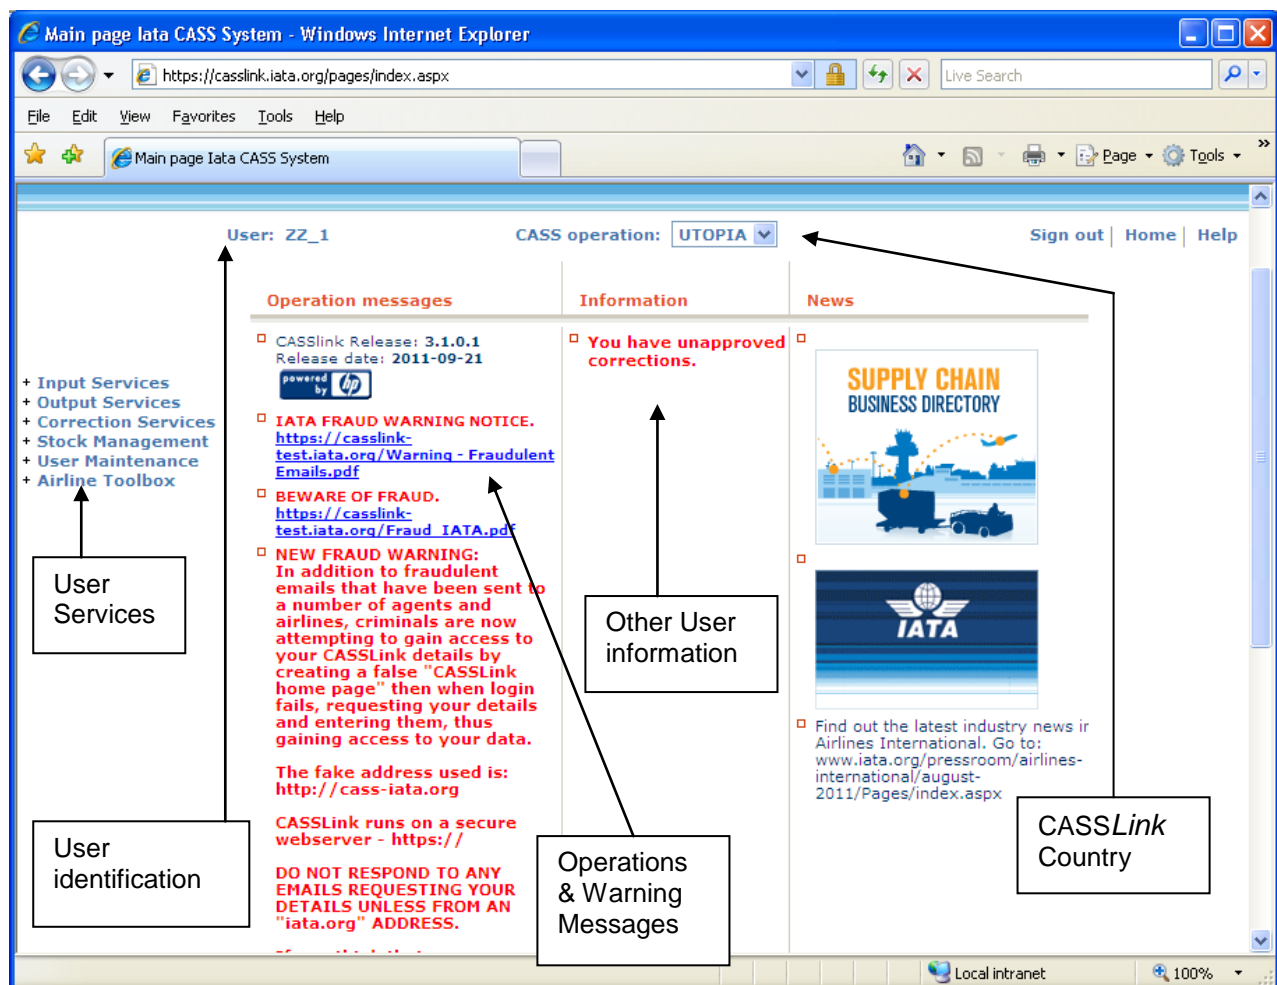 Main page Iata CASS System - Windows Internet Explorer
https://casslink.iata.org/pages/index.aspx
Live Search
File Edit View Favorites Tools Help
Main page Iata CASS System
Page Tools
User: ZZ_1 CASS operation: UTOPIA Sign out | Home | Help
Operation messages
CASSlink Release: 3.1.0.1
Release date: 2011-09-21
powered
by hp
IATA FRAUD WARNING NOTICE.
https://casslink-
test.iata.org/Warning - Fraudulent
Emails.pdf
BEWARE OF FRAUD.
https://casslink-
test.iata.org/Fraud_IATA.pdf
NEW FRAUD WARNING:
In addition to fraudulent
emails that have been sent to
a number of agents and
airlines, criminals are now
attempting to gain access to
your CASSLink details by
creating a false "CASSLink
home page" then when login
fails, requesting your details
and entering them, thus
gaining access to your data.
The fake address used is:
http://cass-iata.org
CASSLink runs on a secure
webserver - https://
DO NOT RESPOND TO ANY
EMAILS REQUESTING YOUR
DETAILS UNLESS FROM AN
"iata.org" ADDRESS.
Information
You have unapproved
corrections.
News
SUPPLY CHAIN
BUSINESS DIRECTORY
IATA
Find out the latest industry news ir
Airlines International. Go to:
www.iata.org/pressroom/airlines-
international/august-
2011/Pages/index.aspx
+ Input Services
+ Output Services
+ Correction Services
+ Stock Management
+ User Maintenance
+ Airline Toolbox
User
Services
Other User
information
User
identification
Operations
& Warning
Messages
CASSLink
Country
Local intranet 100%